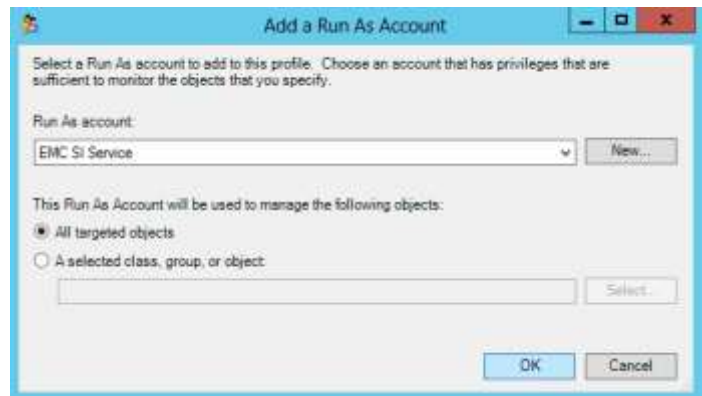 Add a Run As Account
Select a Run As account to add to this profile. Choose an account that has privileges that are
sufficient to monitor the objects that you specify.
Run As account:
EMC SI Service
New...
This Run As Account will be used to manage the following objects:
All targeted objects
A selected class, group, or object:
Select...
OK
Cancel